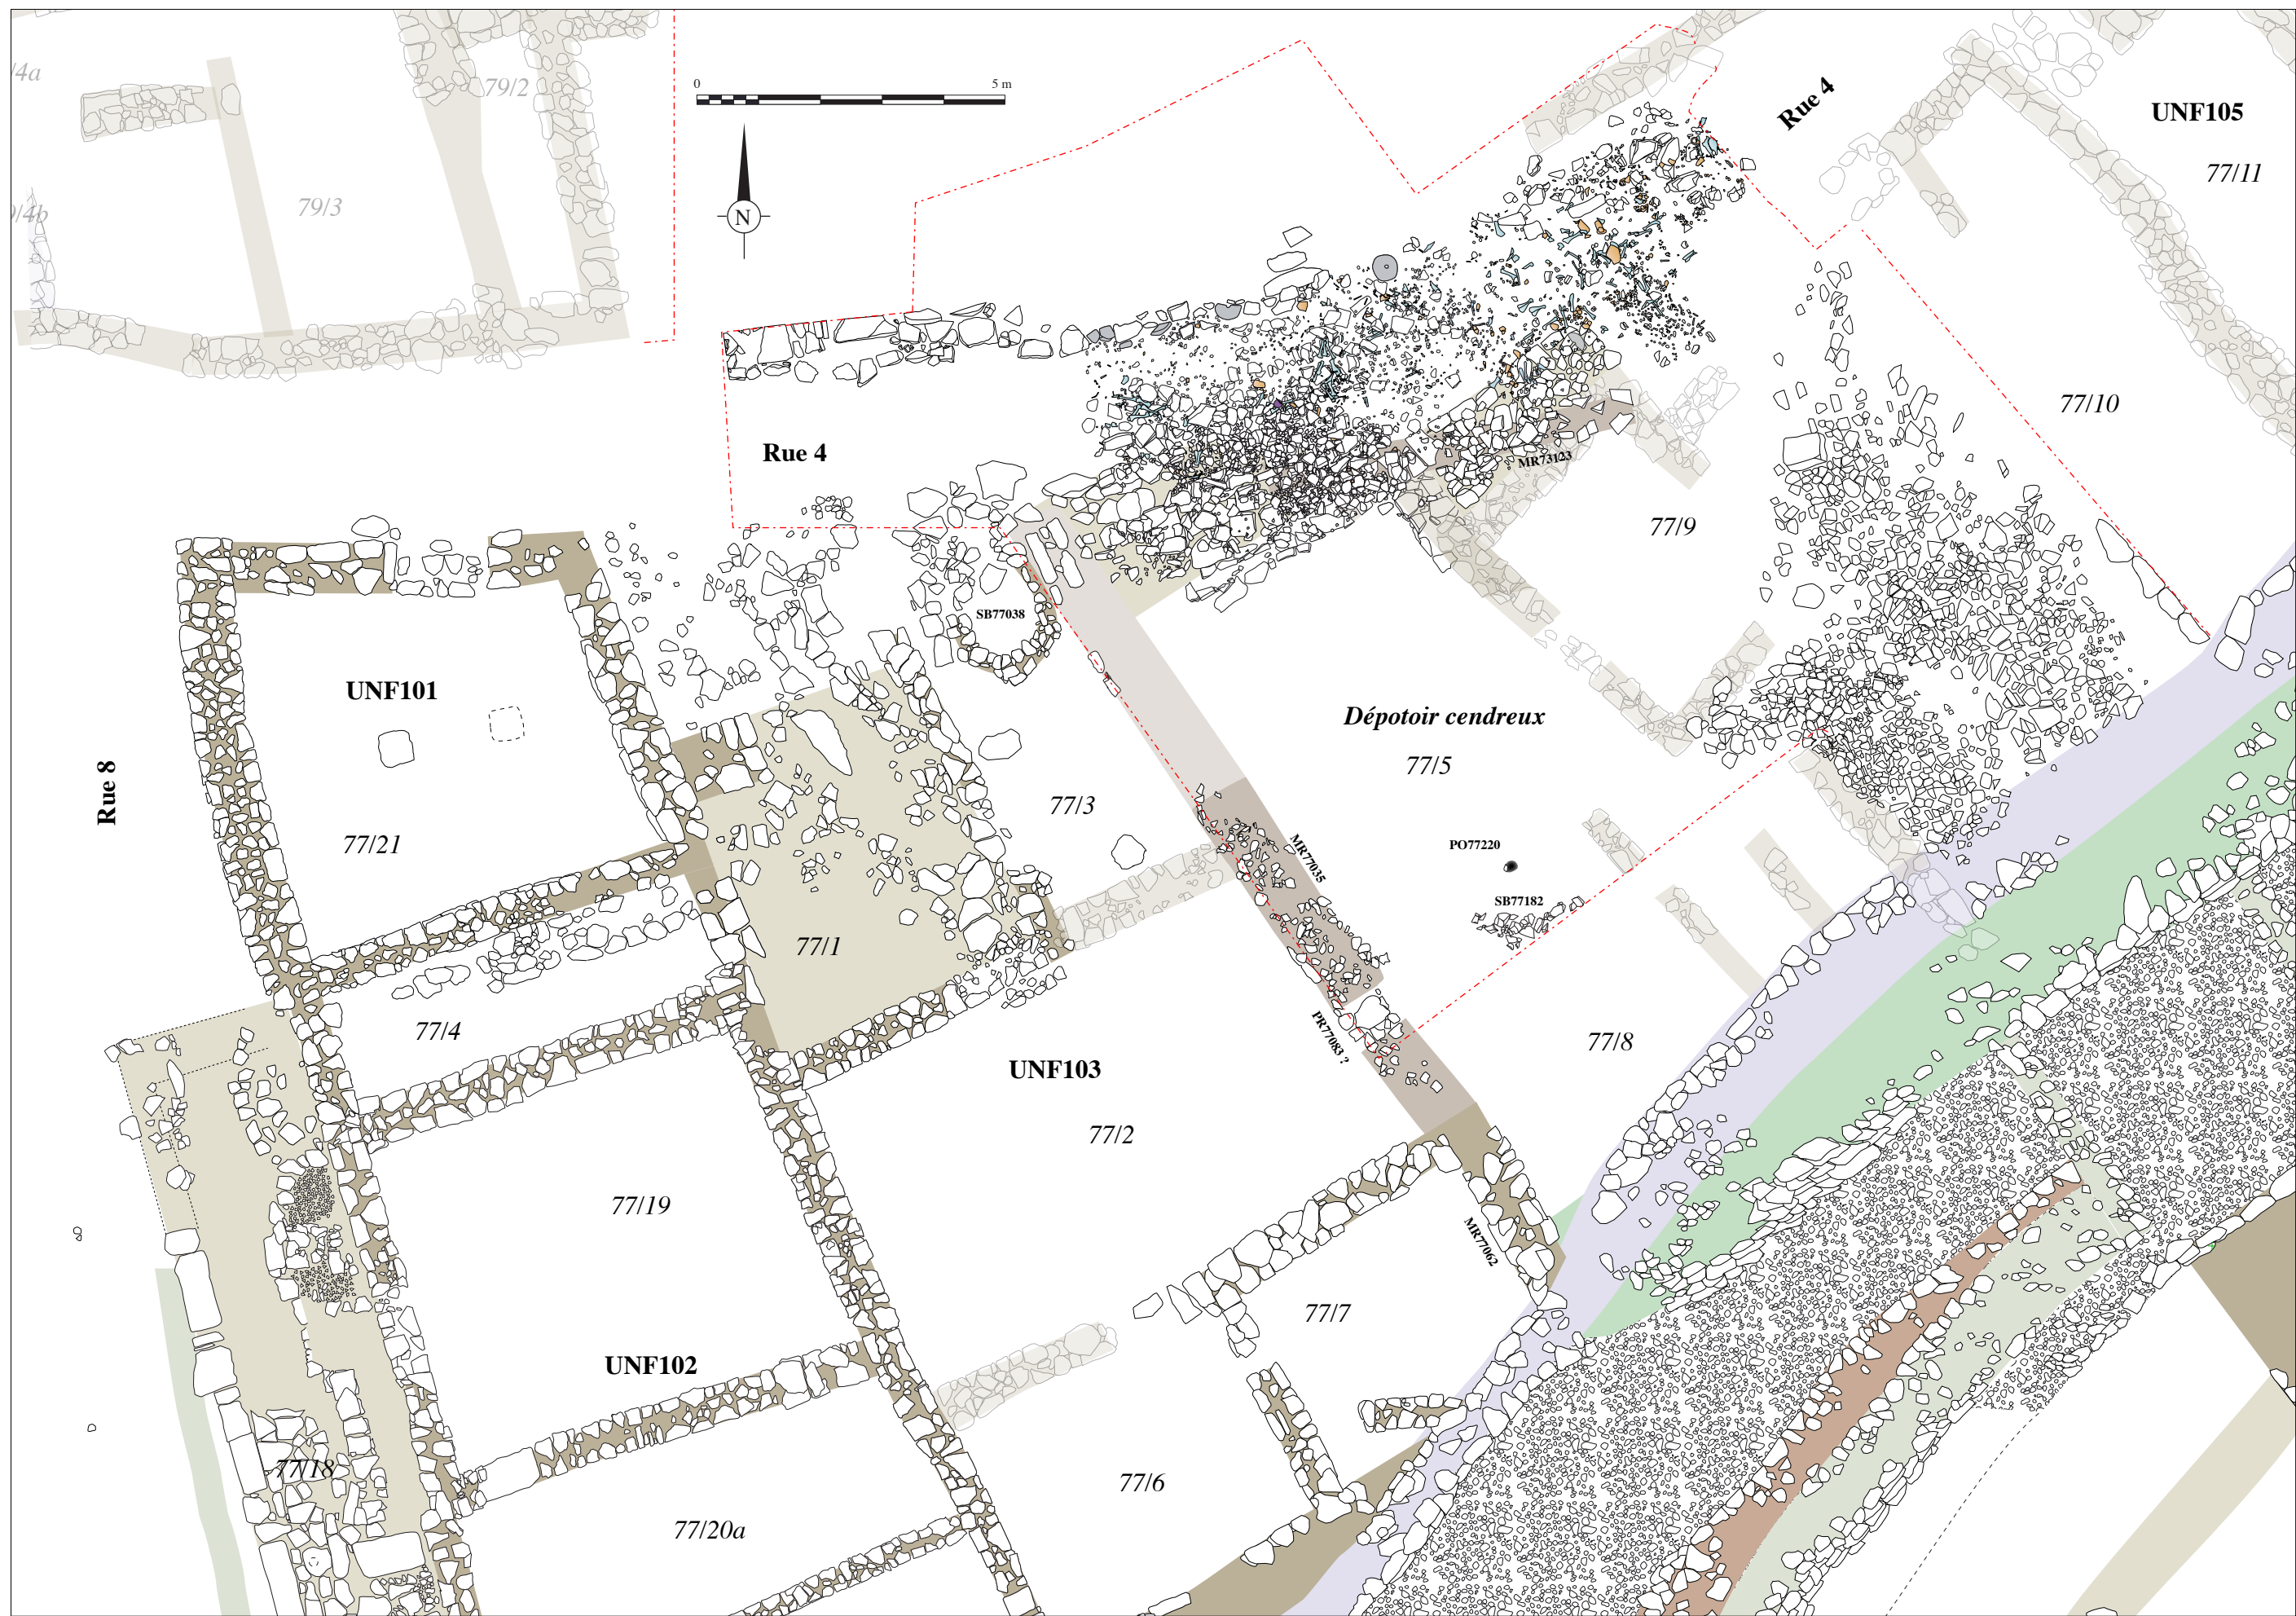 /4a
79/2
0
5 m
Rue 4
UNF105
77/11
79/3
/4b
N
77/10
Rue 4
MR73123
77/9
SB77038
UNF101
Dépotoir cendreux
77/5
Rue 8
77/3
77/21
MR77035
PO77220
SB77182
77/1
77/4
PR77083 ?
77/8
UNF103
77/2
77/19
MR77062
77/7
UNF102
77/18
77/6
77/20a